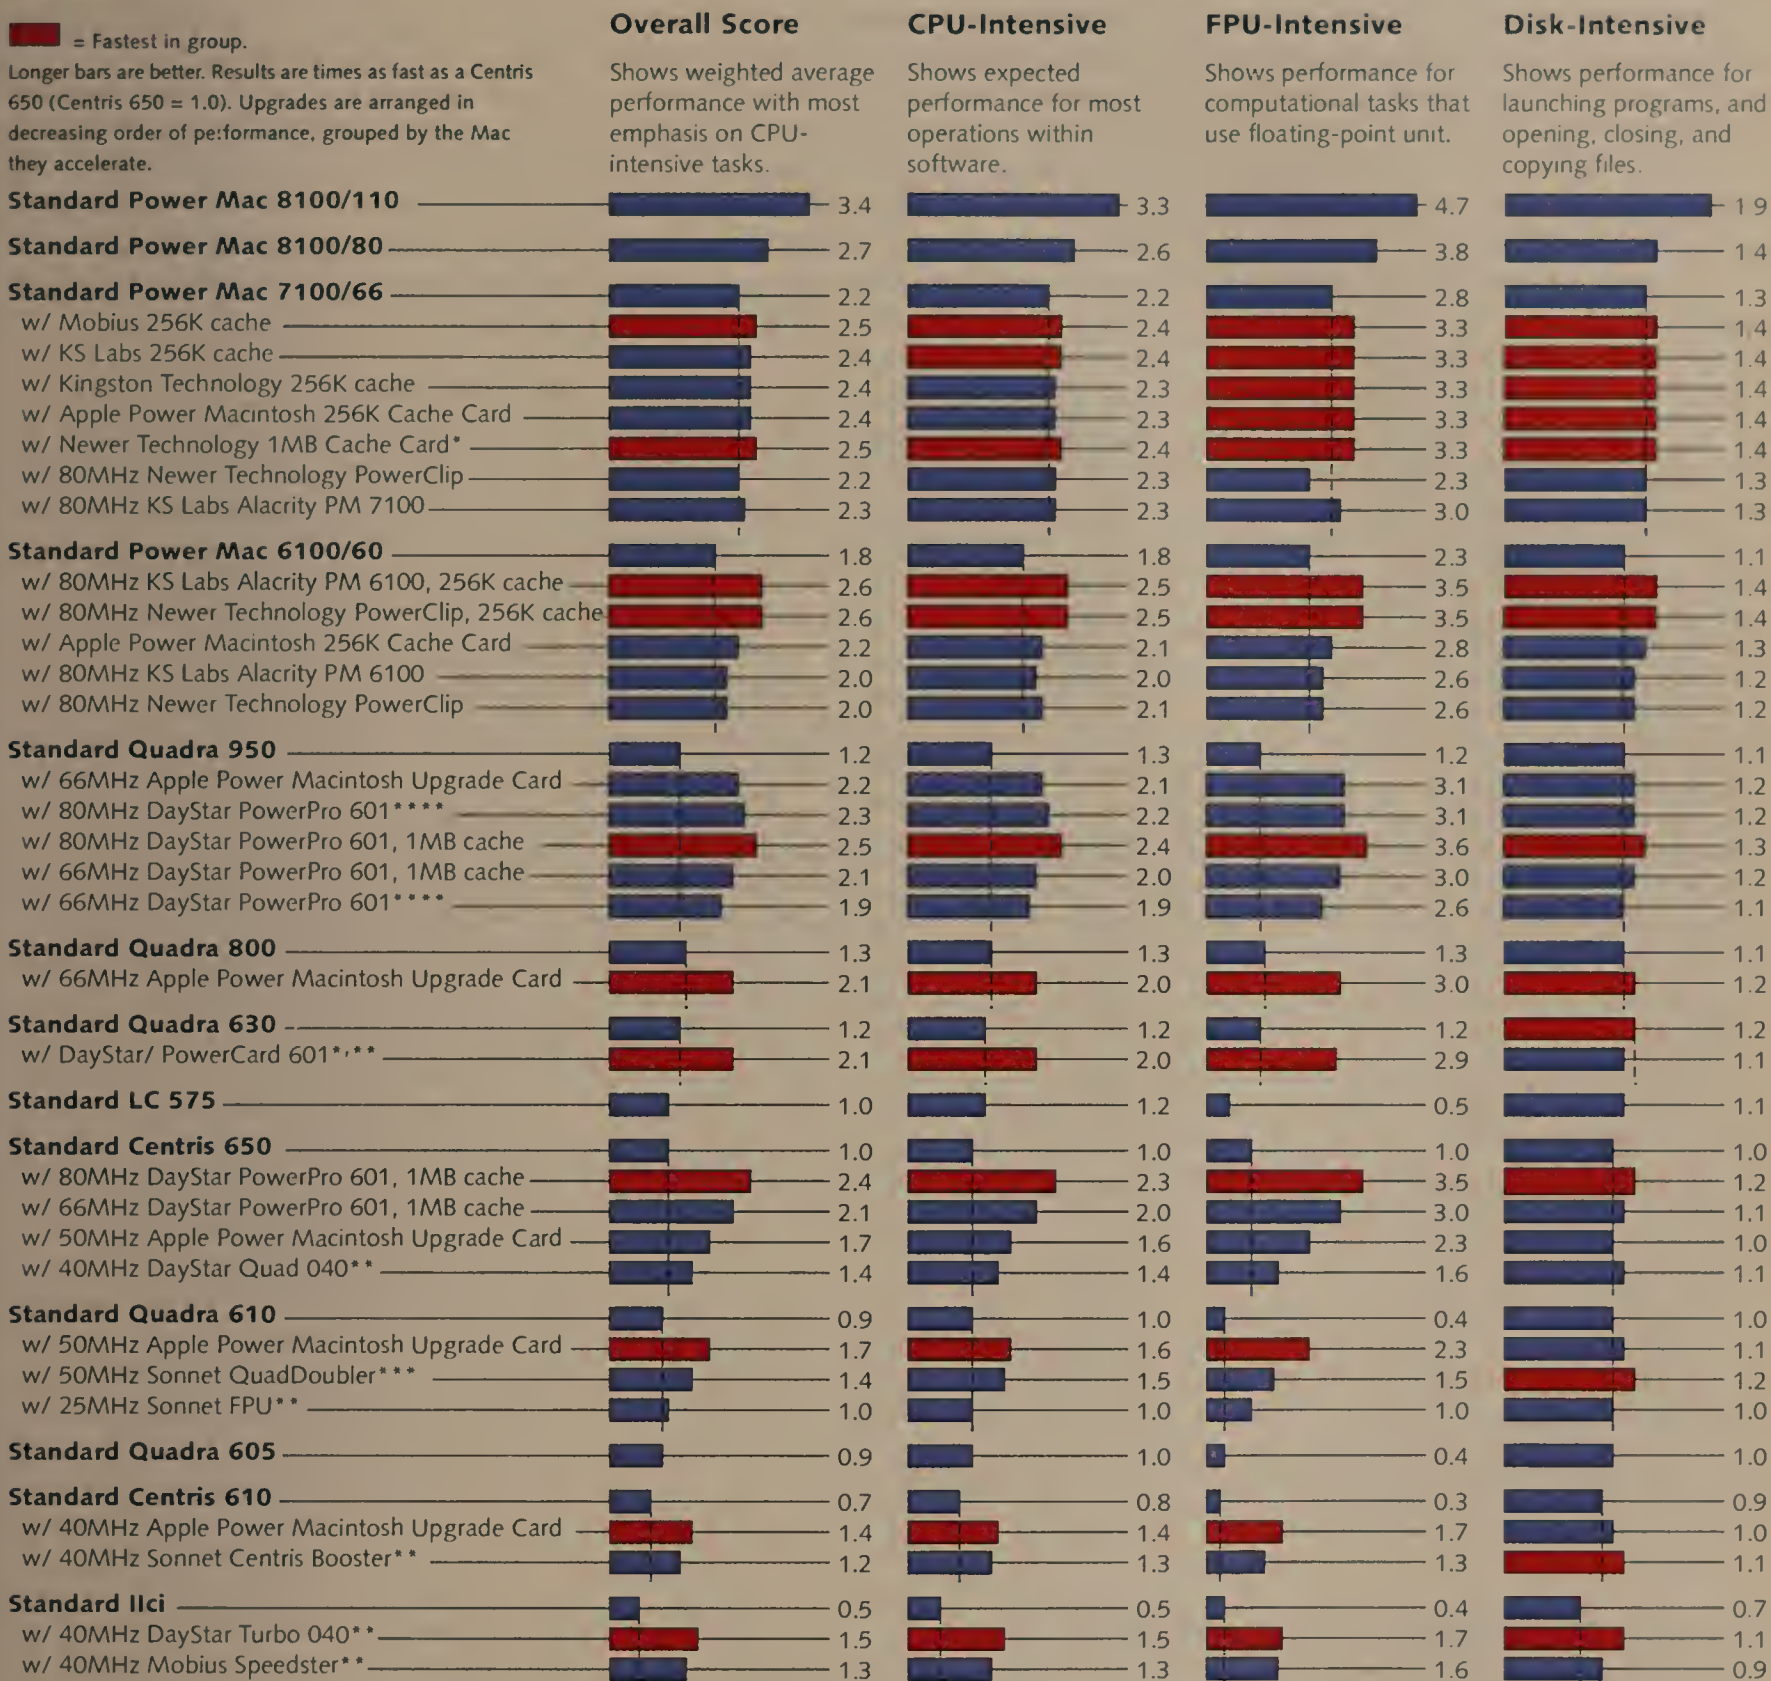 = Fastest in group.
Longer bars are better. Results are times as fast as a Centris
650 (Centris 650 = 1.0). Upgrades are arranged in
decreasing order of pe:formance, grouped by the Mac
they accelerate.
Overall Score
Shows weighted average
performance with most
emphasis on CPU-
intensive tasks.
CPU-Intensive
Shows expected
performance for most
operations within
software.
FPU-Intensive
Shows performance for
computational tasks that
use floating-point unit.
Disk-Intensive
Shows performance for
launching programs, and
opening, closing, and
copying files.
Standard Power Mac 8100/110 3.4 3.3 4.7 1 9
Standard Power Mac 8100/80 2.7 2.6 3.8 1 4
Standard Power Mac 7100/66 2.2 2.2 2.8 1.3
w/ Mobius 256K cache 2.5 2.4 3.3 1.4
w/ KS Labs 256K cache 2.4 2.4 3.3 1.4
w/ Kingston Technology 256K cache 2.4 2.3 3.3 1.4
w/ Apple Power Macintosh 256K Cache Card 2.4 2.3 3.3 1.4
w/ Newer Technology 1MB Cache Card* 2.5 2.4 3.3 1.4
w/ 80MHz Newer Technology PowerClip 2.2 2.3 2.3 1.3
w/ 80MHz KS Labs Alacrity PM 7100 2.3 2.3 3.0 1.3
Standard Power Mac 6100/60 1.8 1.8 2.3 1.1
w/ 80MHz KS Labs Alacrity PM 6100, 256K cache 2.6 2.5 3.5 1.4
w/ 80MHz Newer Technology PowerClip, 256K cache 2.6 2.5 3.5 1.4
w/ Apple Power Macintosh 256K Cache Card 2.2 2.1 2.8 1.3
w/ 80MHz KS Labs Alacrity PM 6100 2.0 2.0 2.6 1.2
w/ 80MHz Newer Technology PowerClip 2.0 2.1 2.6 1.2
Standard Quadra 950 1.2 1.3 1.2 1.1
w/ 66MHz Apple Power Macintosh Upgrade Card 2.2 2.1 3.1 1.2
w/ 80MHz DayStar PowerPro 601**** 2.3 2.2 3.1 1.2
w/ 80MHz DayStar PowerPro 601, 1MB cache 2.5 2.4 3.6 1.3
w/ 66MHz DayStar PowerPro 601, 1MB cache 2.1 2.0 3.0 1.2
w/ 66MHz DayStar PowerPro 601**** 1.9 1.9 2.6 1.1
Standard Quadra 800 1.3 1.3 1.3 1.1
w/ 66MHz Apple Power Macintosh Upgrade Card 2.1 2.0 3.0 1.2
Standard Quadra 630 1.2 1.2 1.2 1.2
w/ DayStar/ PowerCard 601*,** 2.1 2.0 2.9 1.1
Standard LC 575 1.0 1.2 0.5 1.1
Standard Centris 650 1.0 1.0 1.0 1.0
w/ 80MHz DayStar PowerPro 601, 1MB cache 2.4 2.3 3.5 1.2
w/ 66MHz DayStar PowerPro 601, 1MB cache 2.1 2.0 3.0 1.1
w/ 50MHz Apple Power Macintosh Upgrade Card 1.7 1.6 2.3 1.0
w/ 40MHz DayStar Quad 040** 1.4 1.4 1.6 1.1
Standard Quadra 610 0.9 1.0 0.4 1.0
w/ 50MHz Apple Power Macintosh Upgrade Card 1.7 1.6 2.3 1.1
w/ 50MHz Sonnet QuadDoubler*** 1.4 1.5 1.5 1.2
w/ 25MHz Sonnet FPU** 1.0 1.0 1.0 1.0
Standard Quadra 605 0.9 1.0 0.4 1.0
Standard Centris 610 0.7 0.8 0.3 0.9
w/ 40MHz Apple Power Macintosh Upgrade Card 1.4 1.4 1.7 1.0
w/ 40MHz Sonnet Centris Booster** 1.2 1.3 1.3 1.1
Standard IIci 0.5 0.5 0.4 0.7
w/ 40MHz DayStar Turbo 040** 1.5 1.5 1.7 1.1
w/ 40MHz Mobius Speedster** 1.3 1.3 1.6 0.9